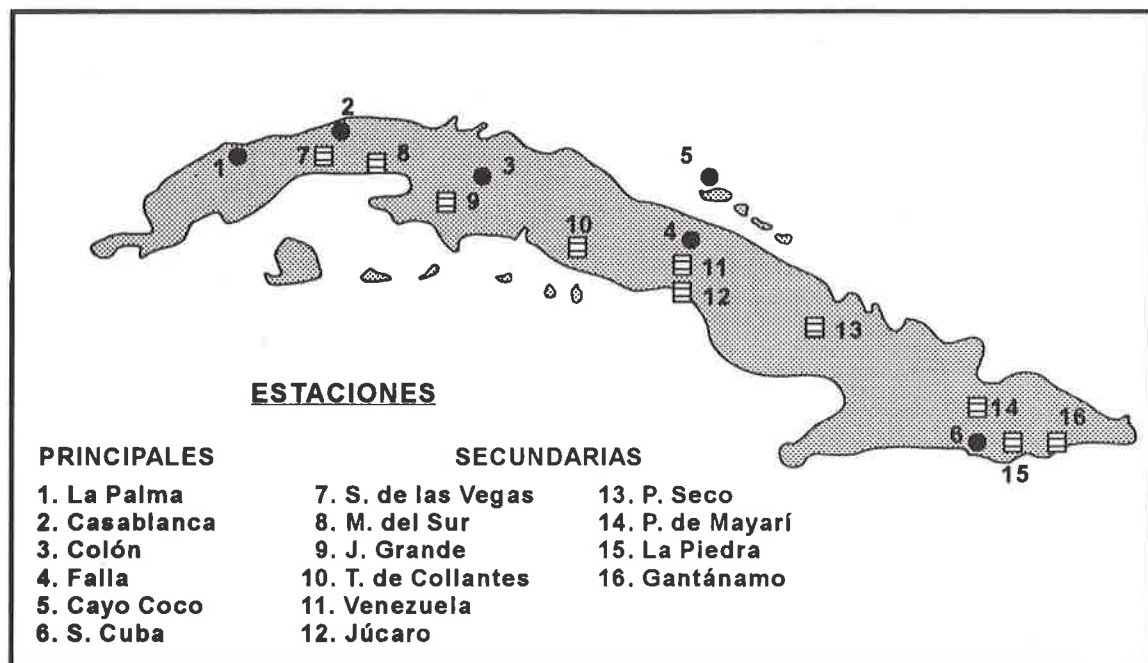 2
1
7
8
3
9
5
10
4
11
12
13
14
16
6
15
ESTACIONES
PRINCIPALES
1. La Palma
2. Casablanca
3. Colón
4. Falla
5. Cayo Coco
6. S. Cuba
SECUNDARIAS
7. S. de las Vegas
8. M. del Sur
9. J. Grande
10. T. de Collantes
11. Venezuela
12. Júcaro
13. P. Seco
14. P. de Mayarí
15. La Piedra
16. Gantánamo